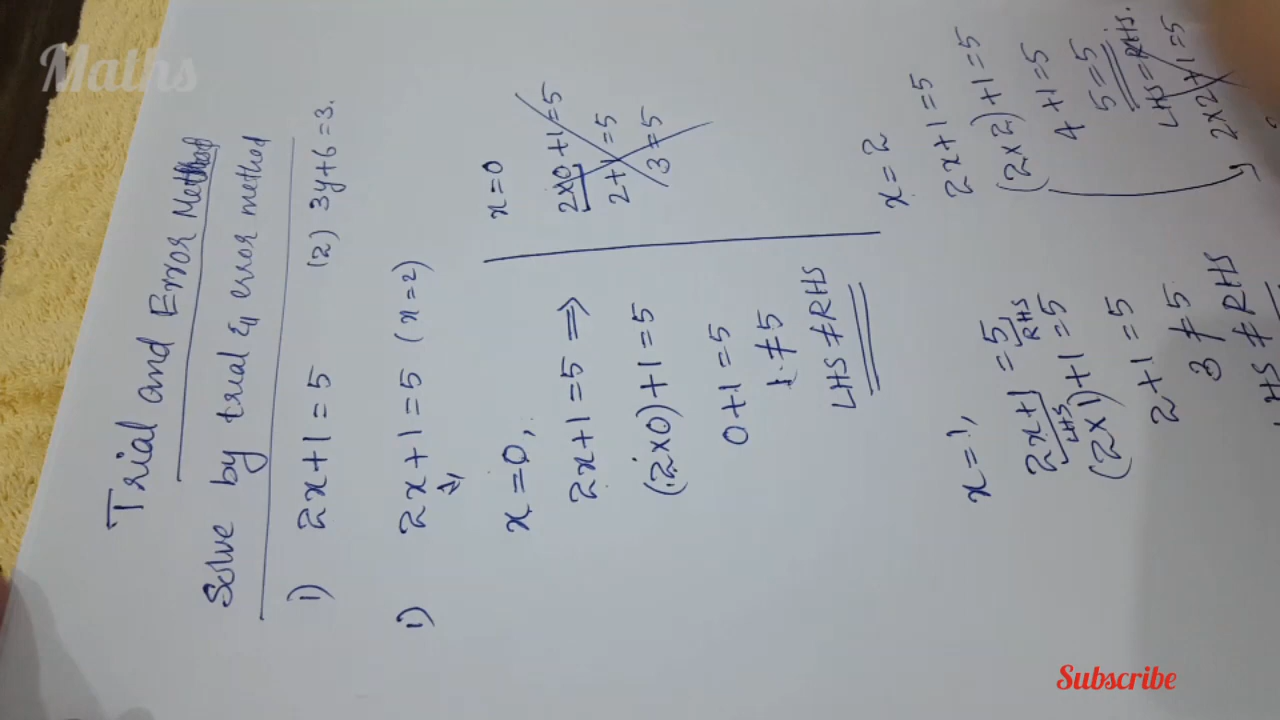 Maths
Trial and Error Method
Solve by trial & error method
1) 2x+1=5 (2) 3y+6=3.
1) 2x+1=5 (x=2)
x=0,
2x+1=5 ⇒
(2×0)+1=5
0+1=5
1≠5
LHS≠RHS
x=0
2×0+1=5
2+1=5
3=5
x=1,
2x+1=5
LHS RHS
(2×1)+1=5
2+1=5
3≠5
LHS≠RHS
x=2
2x+1=5
(2×2)+1=5
4+1=5
5=5
LHS=RHS.
2×2+1=5
Subscribe